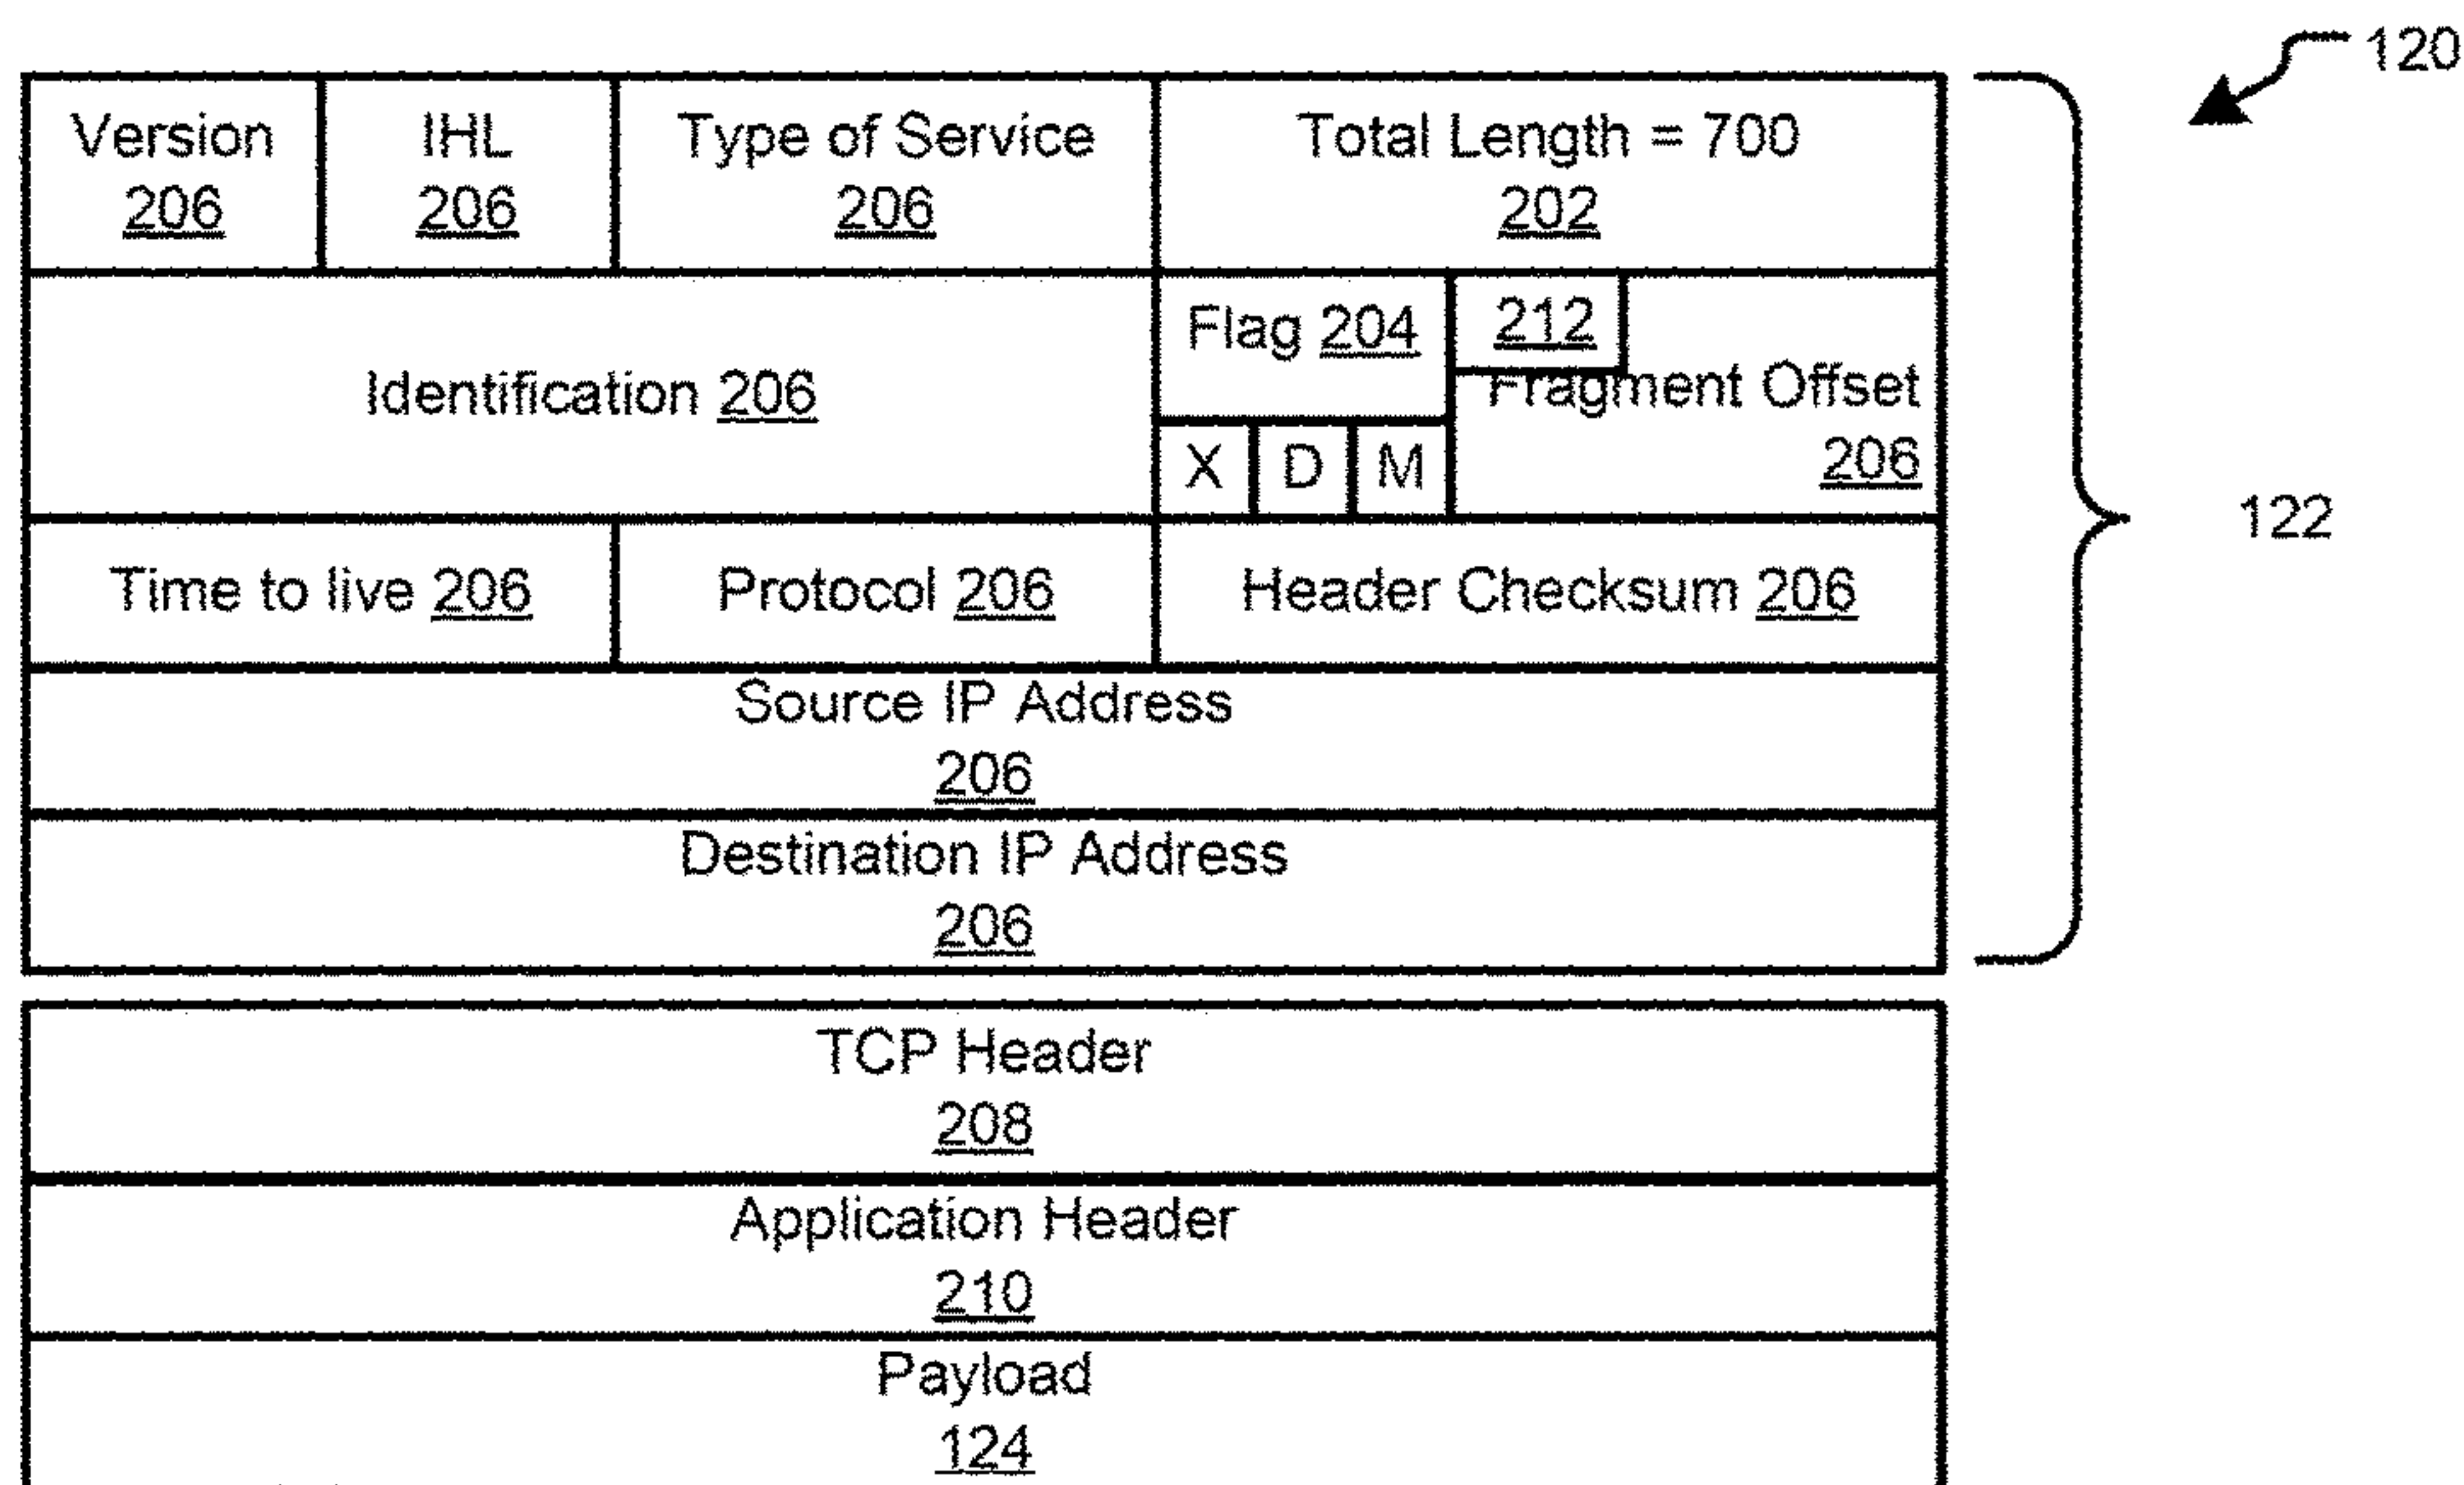 120
Version
206
IHL
206
Type of Service
206
Total Length = 700
202
Identification 206
Flag 204
X D M
212
Fragment Offset
206
Time to live 206
Protocol 206
Header Checksum 206
122
Source IP Address
206
Destination IP Address
206
TCP Header
208
Application Header
210
Payload
124